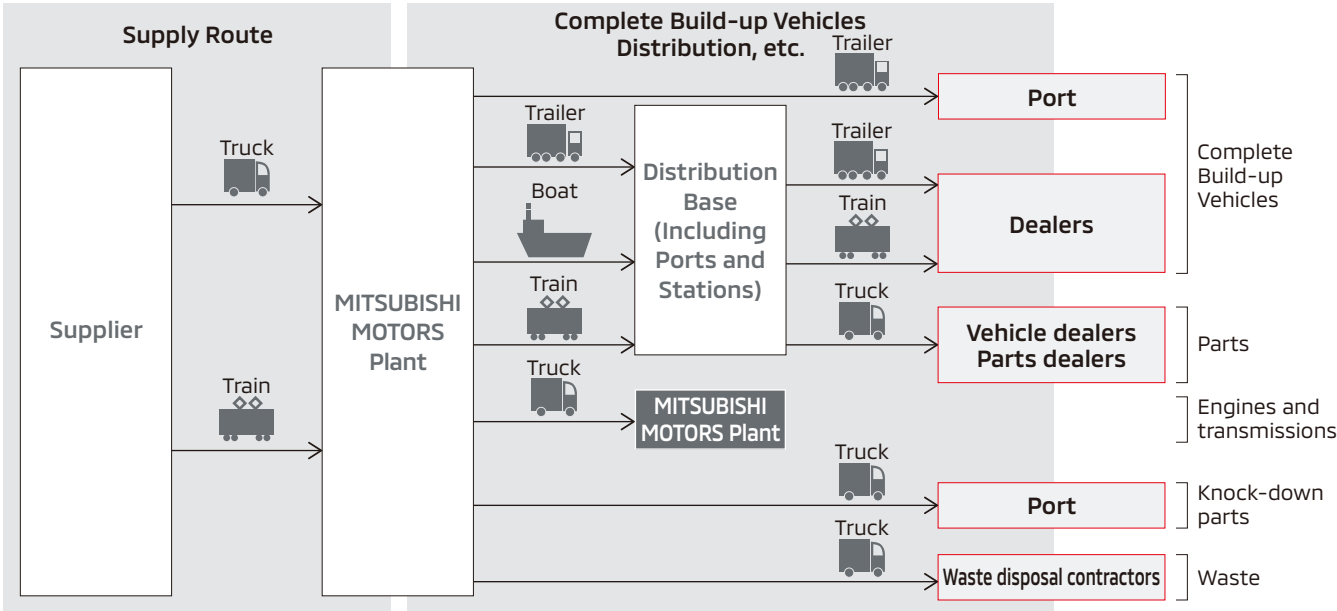 Supply Route
Complete Build-up Vehicles
Distribution, etc.
Supplier
Truck
Train
MITSUBISHI
MOTORS
Plant
Trailer
Boat
Train
Truck
Distribution
Base
(Including
Ports and
Stations)
MITSUBISHI
MOTORS Plant
Trailer
Trailer
Train
Truck
Truck
Truck
Port
Dealers
Vehicle dealers
Parts dealers
Port
Waste disposal contractors
Complete
Build-up
Vehicles
Parts
Engines and
transmissions
Knock-down
parts
Waste